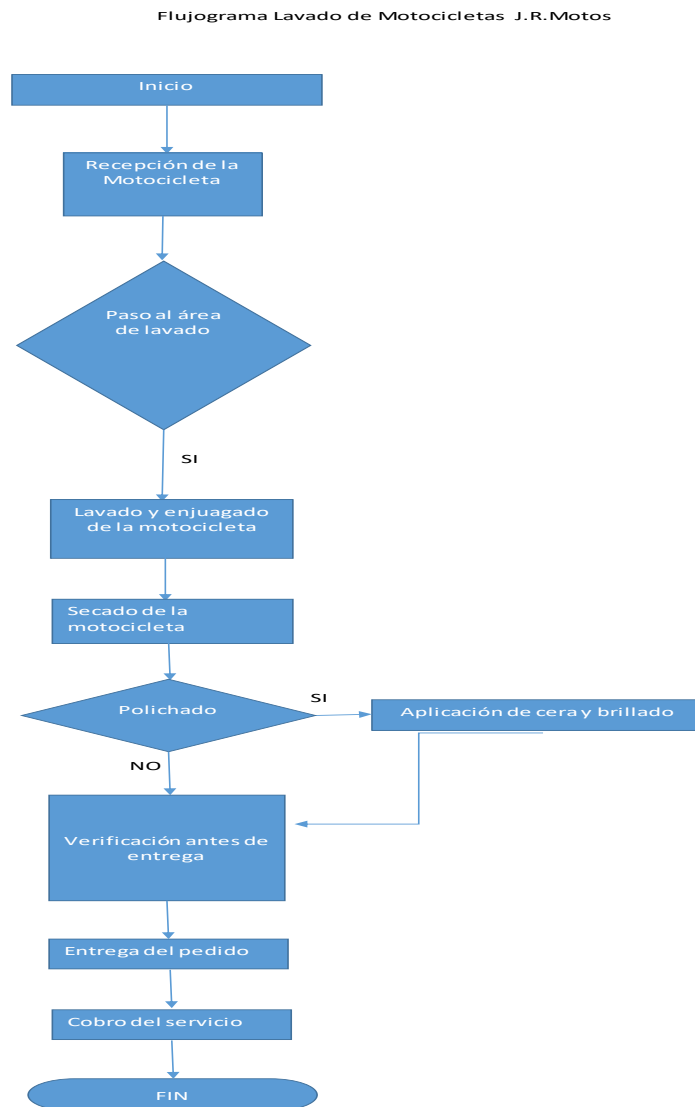 Flujograma Lavado de Motocicletas J.R.Motos
Inicio
Recepción de la
Motocicleta
Paso al área
de lavado
SI
Lavado y enjuagado
de la motocicleta
Secado de la
motocicleta
Polichado
SI
Aplicación de cera y brillado
NO
Verificación antes de
entrega
Entrega del pedido
Cobro del servicio
FIN